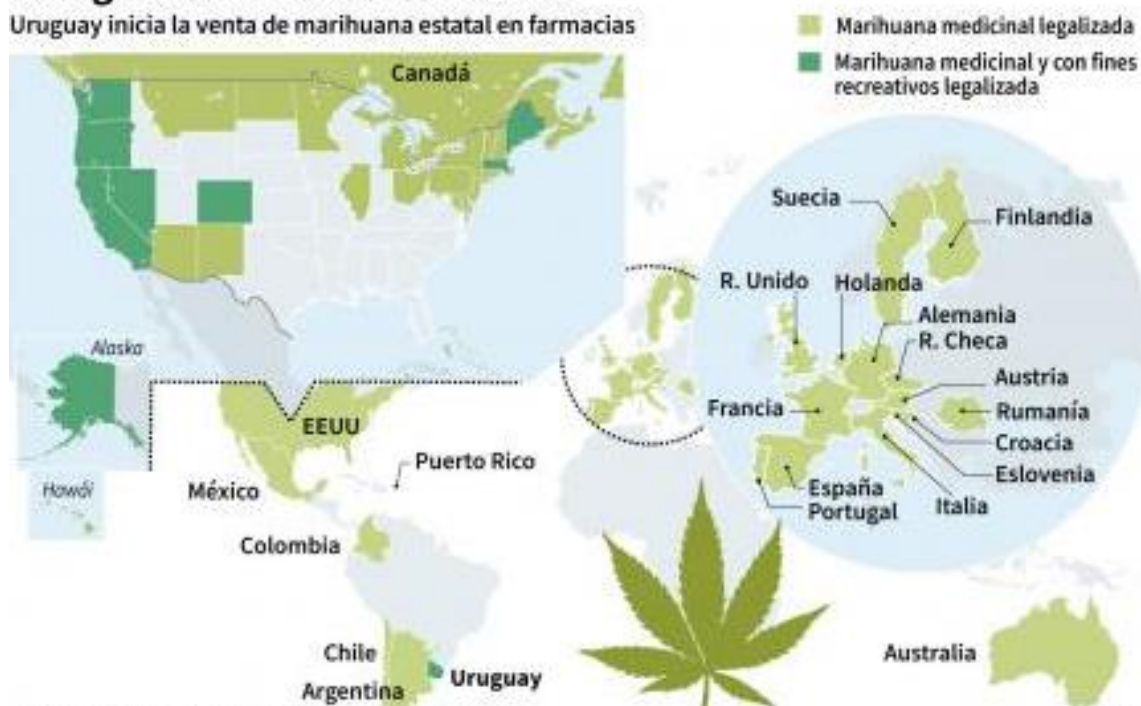 Uruguay inicia la venta de marihuana estatal en farmacias
Marihuana medicinal legalizada
Marihuana medicinal y con fines
recreativos legalizada
Canadá
Alaska
Hawái
EEUU
Puerto Rico
México
Colombia
Chile
Argentina
Uruguay
Suecia
Finlandia
R. Unido
Holanda
Alemania
R. Checa
Austria
Francia
Rumanía
Croacia
Eslovenia
España
Portugal
Italia
Australia